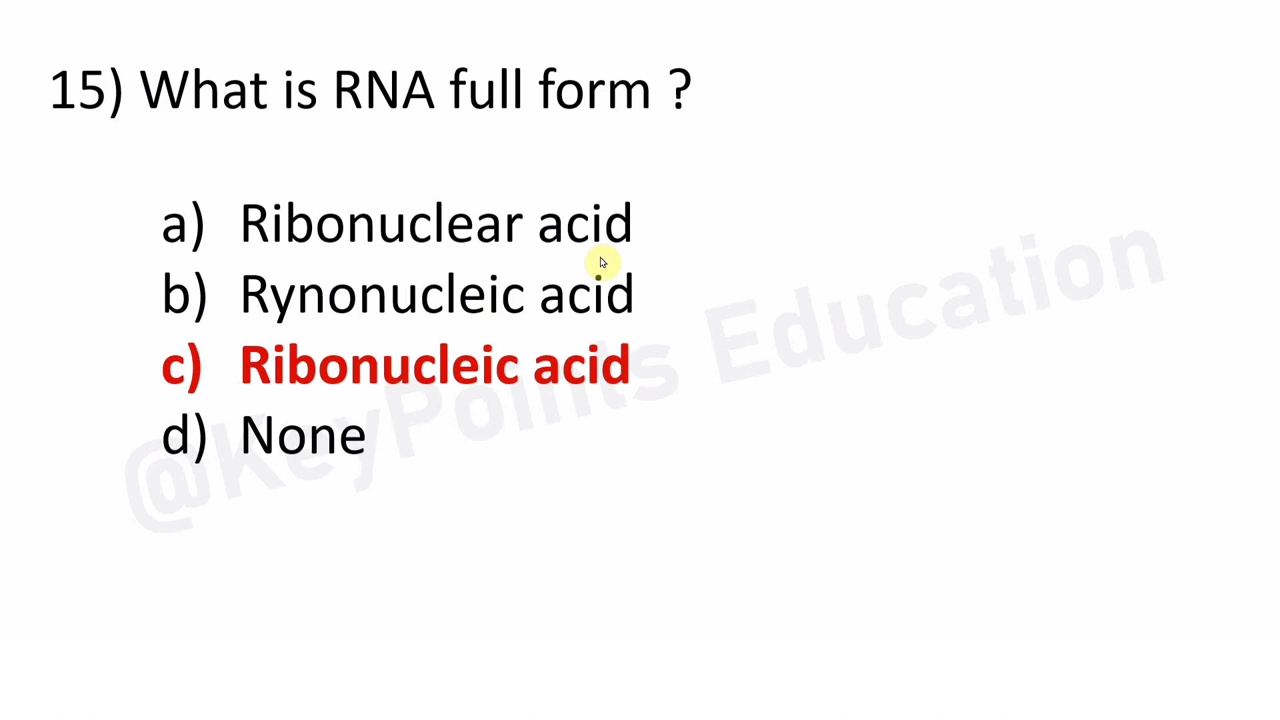 15) What is RNA full form ?
a) Ribonuclear acid
b) Rynonucleic acid
c) Ribonucleic acid
d) None
@KeyPoints Education